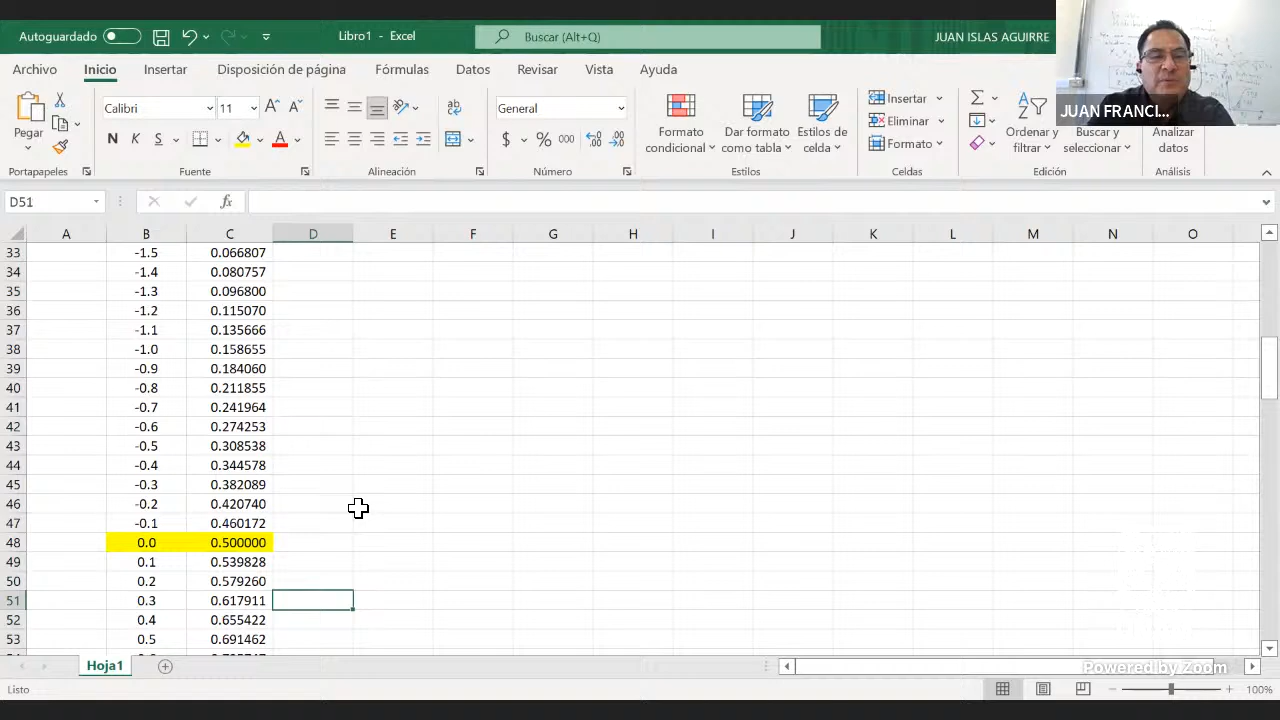 Autoguardado
Libro1 - Excel
Buscar (Alt+Q)
JUAN ISLAS AGUIRRE
JUAN FRANCI...
Archivo Inicio Insertar Disposición de página Fórmulas Datos Revisar Vista Ayuda
Pegar
Calibri 11
N K S
General
$ % 000
Formato condicional
Dar formato como tabla
Estilos de celda
Insertar
Eliminar
Formato
Ordenar y filtrar
Buscar y seleccionar
Analizar datos
Portapapeles Fuente Alineación Número Estilos Celdas Edición Análisis
D51 fx
A B C D E F G H I J K L M N O
33 -1.5 0.066807
34 -1.4 0.080757
35 -1.3 0.096800
36 -1.2 0.115070
37 -1.1 0.135666
38 -1.0 0.158655
39 -0.9 0.184060
40 -0.8 0.211855
41 -0.7 0.241964
42 -0.6 0.274253
43 -0.5 0.308538
44 -0.4 0.344578
45 -0.3 0.382089
46 -0.2 0.420740
47 -0.1 0.460172
48 0.0 0.500000
49 0.1 0.539828
50 0.2 0.579260
51 0.3 0.617911
52 0.4 0.655422
53 0.5 0.691462
Hoja1
Powered by Zoom
Listo
100%